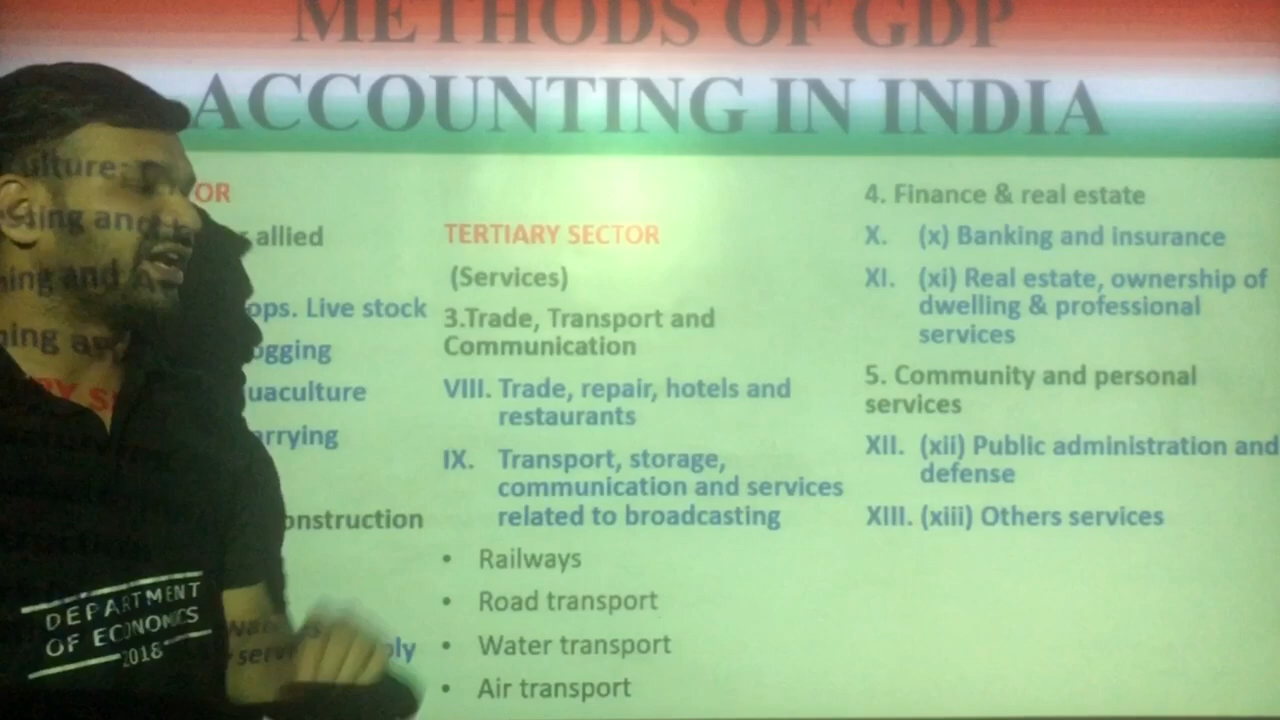 METHODS OF GDP
ACCOUNTING IN INDIA
OR
allied
ops. Live stock
ogging
uaculture
arrying
onstruction
ply
TERTIARY SECTOR
(Services)
3.Trade, Transport and
Communication
VIII. Trade, repair, hotels and
restaurants
IX. Transport, storage,
communication and services
related to broadcasting
• Railways
• Road transport
• Water transport
• Air transport
4. Finance & real estate
X. (x) Banking and insurance
XI. (xi) Real estate, ownership of
dwelling & professional
services
5. Community and personal
services
XII. (xii) Public administration and
defense
XIII. (xiii) Others services
DEPARTMENT
OF ECONOMICS
2018